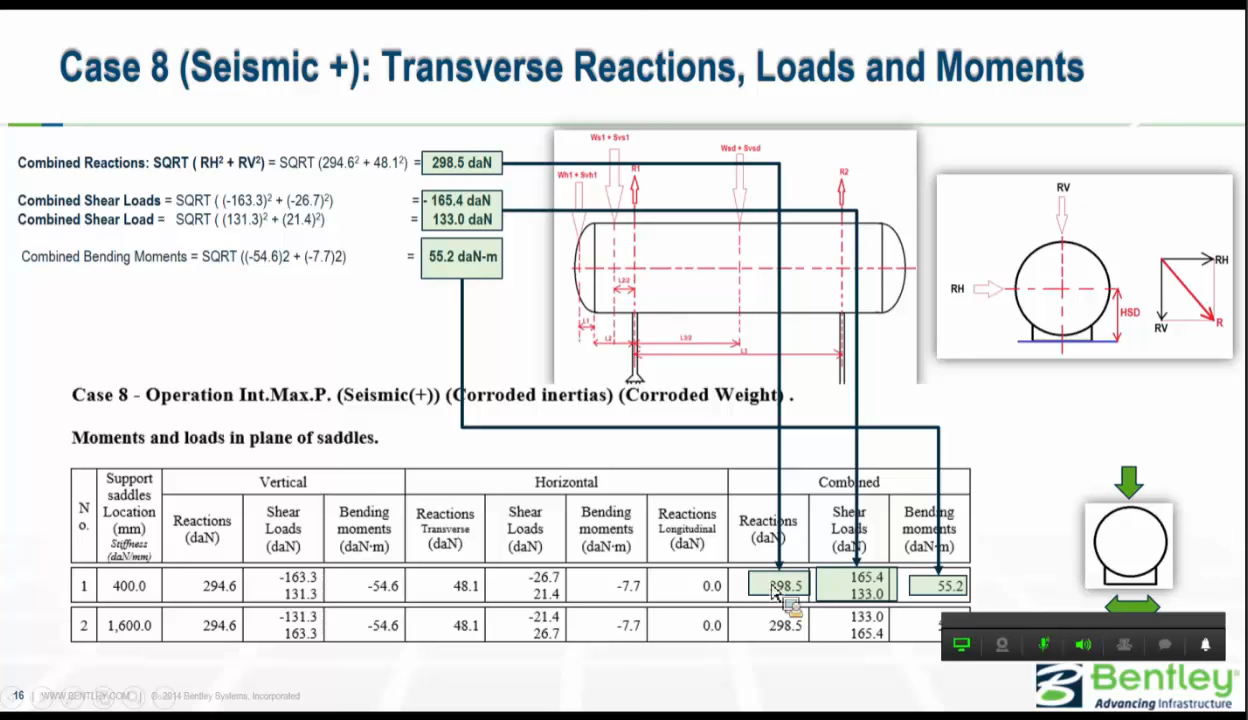 Case 8 (Seismic +): Transverse Reactions, Loads and Moments
Combined Reactions: SQRT ( RH² + RV²) = SQRT (294.6² + 48.1²) = 298.5 daN
Combined Shear Loads = SQRT ( (-163.3)² + (-26.7)²) = - 165.4 daN
Combined Shear Load = SQRT ( (131.3)² + (21.4)²) = 133.0 daN
Combined Bending Moments = SQRT ((-54.6)2 + (-7.7)2) = 55.2 daN-m
Ws1 + Svs1
Wsd + Svsd
Wh1 + Svh1
R1
R2
L2/2
L1
L2
L3/2
L3
RV
RH
HSD
RH
RV
R
Case 8 - Operation Int.Max.P. (Seismic(+)) (Corroded inertias) (Corroded Weight) .
Moments and loads in plane of saddles.
N o. Support saddles Location (mm) Stiffness (daN/mm) Vertical Horizontal Combined
Reactions (daN) Shear Loads (daN) Bending moments (daN·m) Reactions Transverse (daN) Shear Loads (daN) Bending moments (daN·m) Reactions Longitudinal (daN) Reactions (daN) Shear Loads (daN) Bending moments (daN·m)
1 400.0 294.6 -163.3 131.3 -54.6 48.1 -26.7 21.4 -7.7 0.0 298.5 165.4 133.0 55.2
2 1,600.0 294.6 -131.3 163.3 -54.6 48.1 -21.4 26.7 -7.7 0.0 298.5 133.0 165.4
16 | WWW.BENTLEY.COM | © 2014 Bentley Systems, Incorporated
Bentley®
Advancing Infrastructure